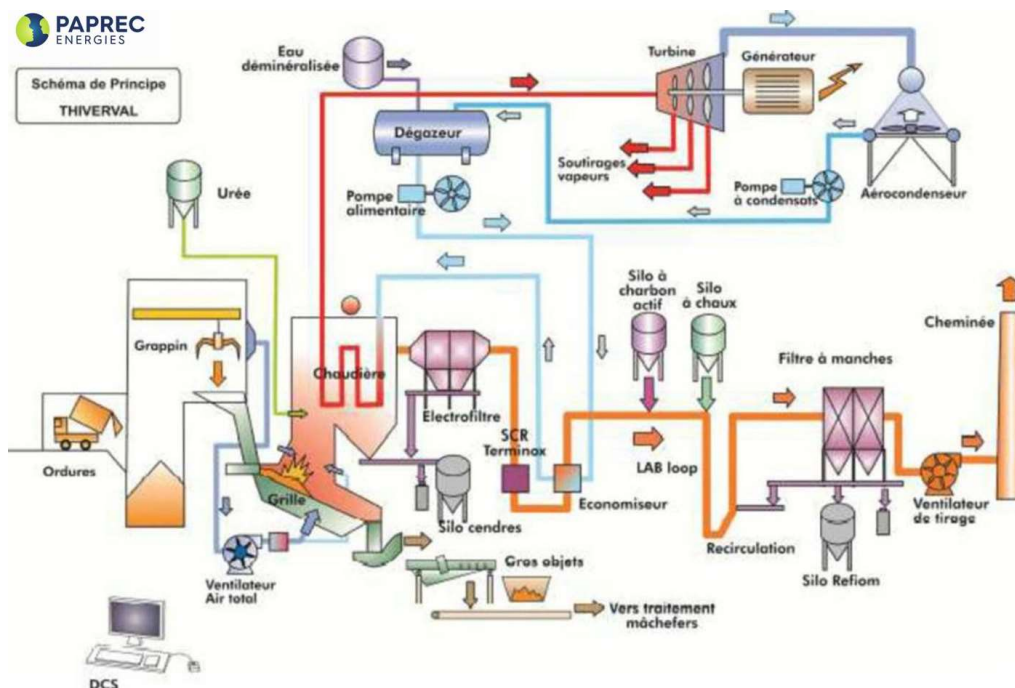 PAPREC
ENERGIES
Schéma de Principe
THIVERVAL
Eau
déminéralisée
Turbine
Générateur
Dégazeur
Soutirages
vapeurs
Urée
Pompe
alimentaire
Pompe
à condensats
Aérocondenseur
Silo à
charbon
actif
Silo
à chaux
Cheminée
Grappin
Chaudière
Filtre à manches
Electrofiltre
SCR
Terminox
LAB loop
Ordures
Grille
Economiseur
Silo cendres
Ventilateur
de tirage
Recirculation
Gros objets
Silo Refiom
Ventilateur
Air total
Vers traitement
mâchefers
DCS